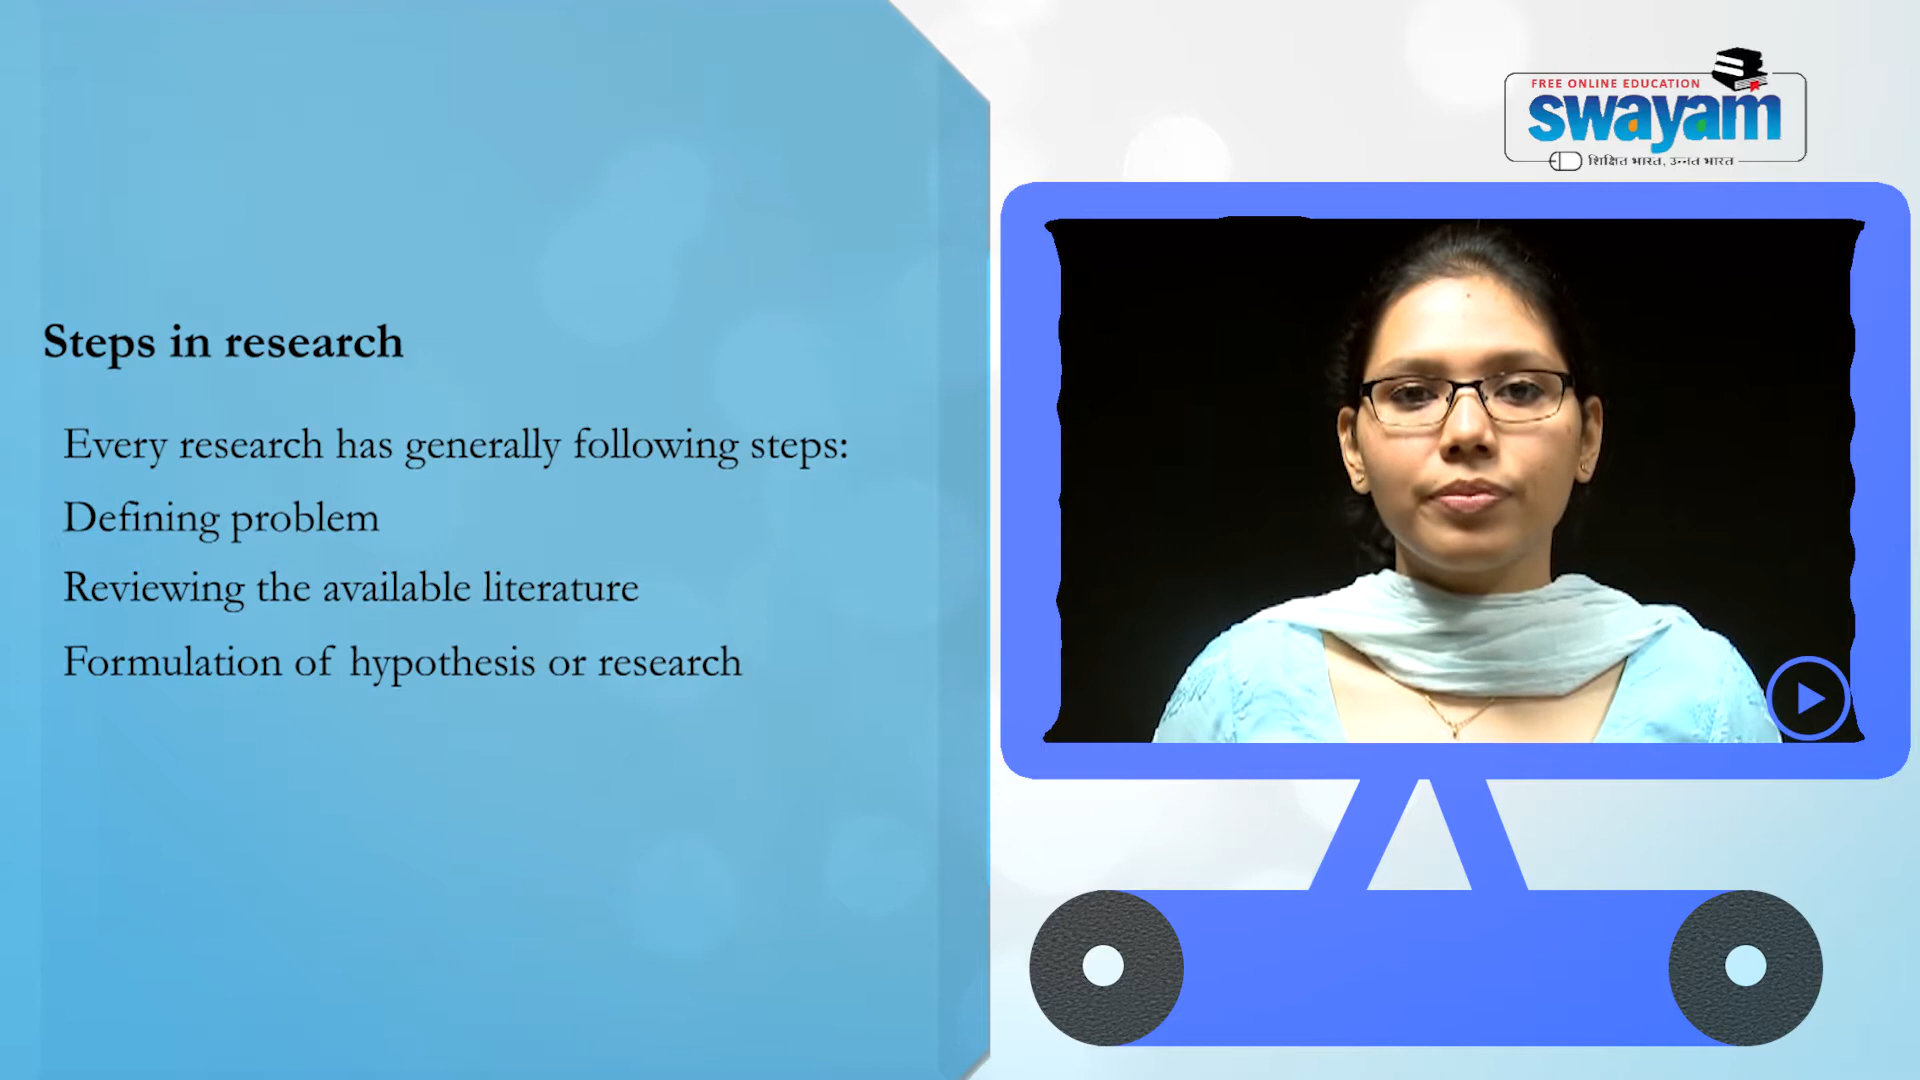 Steps in research
Every research has generally following steps:
Defining problem
Reviewing the available literature
Formulation of hypothesis or research
FREE ONLINE EDUCATION
swayam
शिक्षित भारत, उन्नत भारत